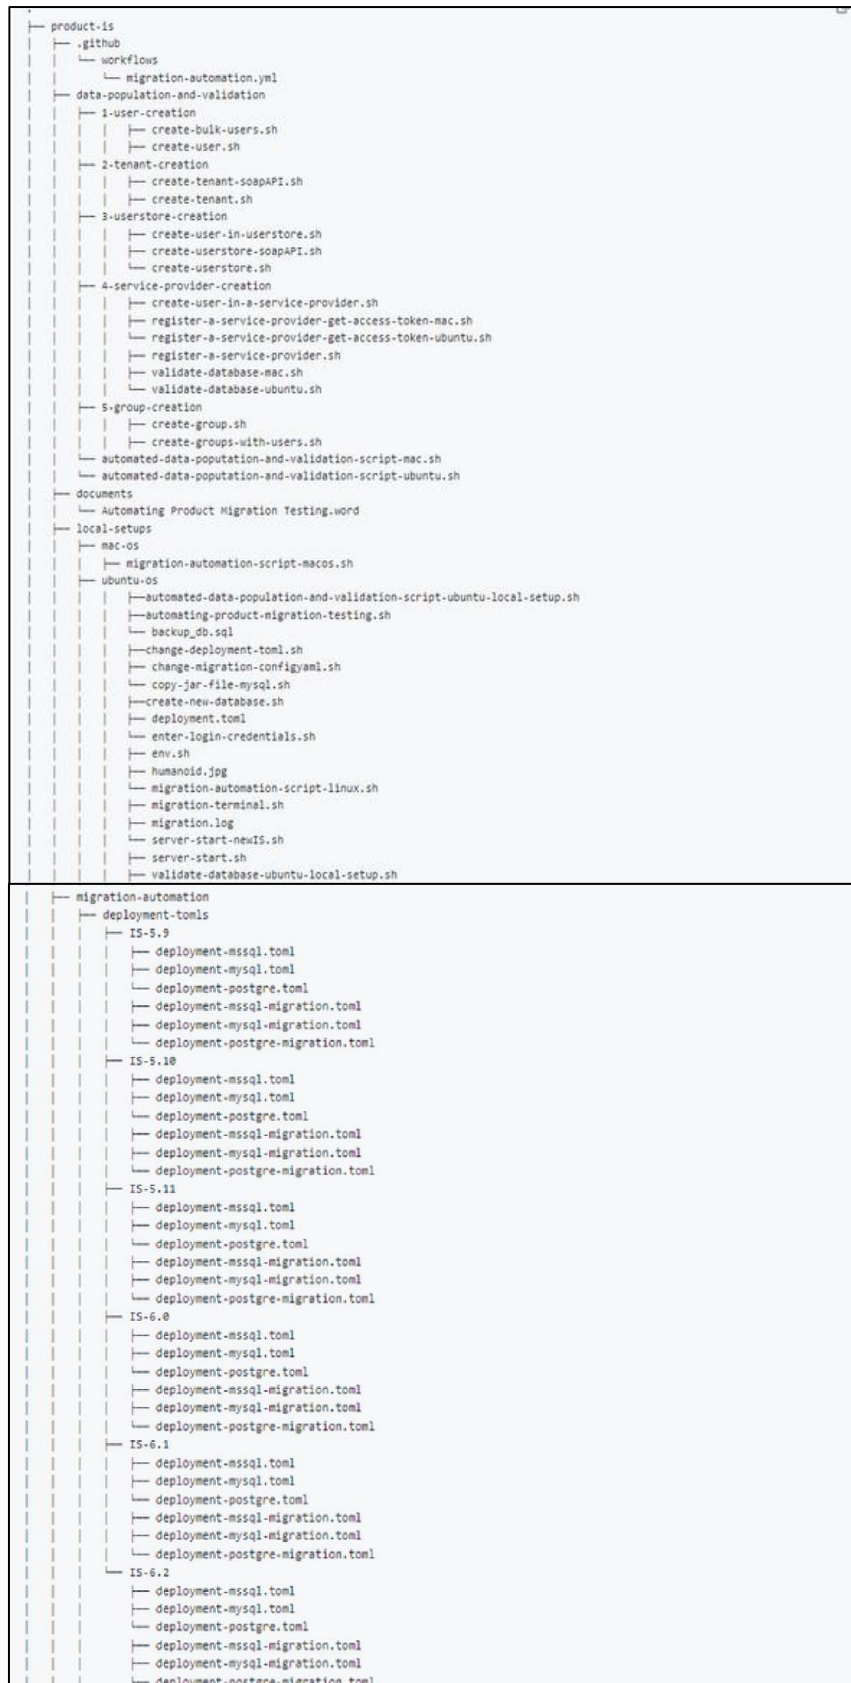 .
├── product-is
│   ├── .github
│   │   └── workflows
│   │       └── migration-automation.yml
│   ├── data-population-and-validation
│   │   ├── 1-user-creation
│   │   │   │   ├── create-bulk-users.sh
│   │   │   │   ├── create-user.sh
│   │   ├── 2-tenant-creation
│   │   │   │   ├── create-tenant-soapAPI.sh
│   │   │   │   ├── create-tenant.sh
│   │   ├── 3-userstore-creation
│   │   │   │   ├── create-user-in-userstore.sh
│   │   │   │   ├── create-userstore-soapAPI.sh
│   │   │   │   └── create-userstore.sh
│   │   ├── 4-service-provider-creation
│   │   │   │   ├── create-user-in-a-service-provider.sh
│   │   │   │   ├── register-a-service-provider-get-access-token-mac.sh
│   │   │   │   └── register-a-service-provider-get-access-token-ubuntu.sh
│   │   │   │   ├── register-a-service-provider.sh
│   │   │   │   ├── validate-database-mac.sh
│   │   │   │   └── validate-database-ubuntu.sh
│   │   ├── 5-group-creation
│   │   │   │   ├── create-group.sh
│   │   │   │   ├── create-groups-with-users.sh
│   │   └── automated-data-poputation-and-validation-script-mac.sh
│   │   └── automated-data-poputation-and-validation-script-ubuntu.sh
│   ├── documents
│   │   └── Automating Product Migration Testing.word
│   ├── local-setups
│   │   ├── mac-os
│   │   │   ├── migration-automation-script-macos.sh
│   │   ├── ubuntu-os
│   │   │   │   ├──automated-data-population-and-validation-script-ubuntu-local-setup.sh
│   │   │   │   ├──automating-product-migration-testing.sh
│   │   │   │   └── backup_db.sql
│   │   │   │   ├──change-deployment-toml.sh
│   │   │   │   ├── change-migration-configyaml.sh
│   │   │   │   └── copy-jar-file-mysql.sh
│   │   │   │   ├──create-new-database.sh
│   │   │   │   ├── deployment.toml
│   │   │   │   └── enter-login-credentials.sh
│   │   │   │   ├── env.sh
│   │   │   │   ├── humanoid.jpg
│   │   │   │   └── migration-automation-script-linux.sh
│   │   │   │   ├── migration-terminal.sh
│   │   │   │   ├── migration.log
│   │   │   │   └── server-start-newIS.sh
│   │   │   │   ├── server-start.sh
│   │   │   │   ├── validate-database-ubuntu-local-setup.sh
│   ├── migration-automation
│   │   ├── deployment-tomls
│   │   │   ├── IS-5.9
│   │   │   │   ├── deployment-mssql.toml
│   │   │   │   ├── deployment-mysql.toml
│   │   │   │   └── deployment-postgre.toml
│   │   │   │   ├── deployment-mssql-migration.toml
│   │   │   │   ├── deployment-mysql-migration.toml
│   │   │   │   └── deployment-postgre-migration.toml
│   │   │   ├── IS-5.10
│   │   │   │   ├── deployment-mssql.toml
│   │   │   │   ├── deployment-mysql.toml
│   │   │   │   └── deployment-postgre.toml
│   │   │   │   ├── deployment-mssql-migration.toml
│   │   │   │   ├── deployment-mysql-migration.toml
│   │   │   │   └── deployment-postgre-migration.toml
│   │   │   ├── IS-5.11
│   │   │   │   ├── deployment-mssql.toml
│   │   │   │   ├── deployment-mysql.toml
│   │   │   │   └── deployment-postgre.toml
│   │   │   │   ├── deployment-mssql-migration.toml
│   │   │   │   ├── deployment-mysql-migration.toml
│   │   │   │   └── deployment-postgre-migration.toml
│   │   │   ├── IS-6.0
│   │   │   │   ├── deployment-mssql.toml
│   │   │   │   ├── deployment-mysql.toml
│   │   │   │   └── deployment-postgre.toml
│   │   │   │   ├── deployment-mssql-migration.toml
│   │   │   │   ├── deployment-mysql-migration.toml
│   │   │   │   └── deployment-postgre-migration.toml
│   │   │   ├── IS-6.1
│   │   │   │   ├── deployment-mssql.toml
│   │   │   │   ├── deployment-mysql.toml
│   │   │   │   └── deployment-postgre.toml
│   │   │   │   ├── deployment-mssql-migration.toml
│   │   │   │   ├── deployment-mysql-migration.toml
│   │   │   │   └── deployment-postgre-migration.toml
│   │   │   └── IS-6.2
│   │   │       ├── deployment-mssql.toml
│   │   │       ├── deployment-mysql.toml
│   │   │       └── deployment-postgre.toml
│   │   │       ├── deployment-mssql-migration.toml
│   │   │       ├── deployment-mysql-migration.toml
│   │   │       └── deployment-postgre-migration.toml